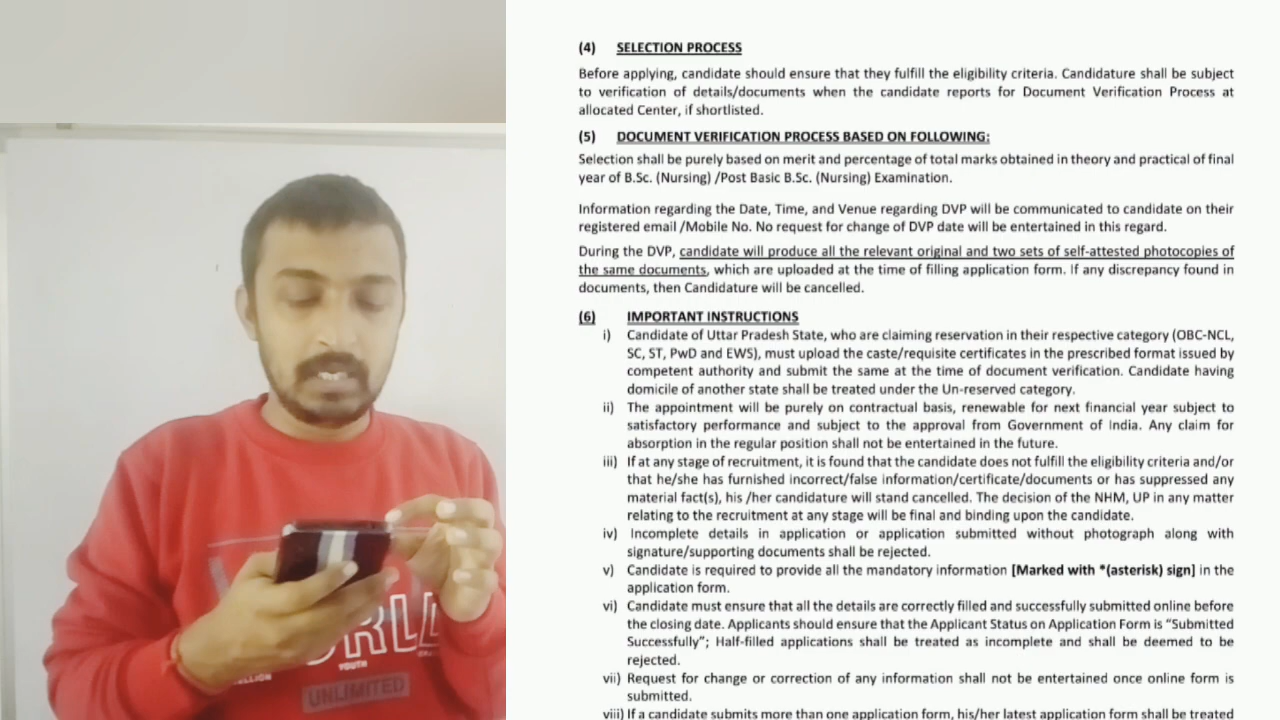 (4) SELECTION PROCESS
Before applying, candidate should ensure that they fulfill the eligibility criteria. Candidature shall be subject
to verification of details/documents when the candidate reports for Document Verification Process at
allocated Center, if shortlisted.
(5) DOCUMENT VERIFICATION PROCESS BASED ON FOLLOWING:
Selection shall be purely based on merit and percentage of total marks obtained in theory and practical of final
year of B.Sc. (Nursing) /Post Basic B.Sc. (Nursing) Examination.
Information regarding the Date, Time, and Venue regarding DVP will be communicated to candidate on their
registered email /Mobile No. No request for change of DVP date will be entertained in this regard.
During the DVP, candidate will produce all the relevant original and two sets of self-attested photocopies of
the same documents, which are uploaded at the time of filling application form. If any discrepancy found in
documents, then Candidature will be cancelled.
(6) IMPORTANT INSTRUCTIONS
i) Candidate of Uttar Pradesh State, who are claiming reservation in their respective category (OBC-NCL,
SC, ST, PwD and EWS), must upload the caste/requisite certificates in the prescribed format issued by
competent authority and submit the same at the time of document verification. Candidate having
domicile of another state shall be treated under the Un-reserved category.
ii) The appointment will be purely on contractual basis, renewable for next financial year subject to
satisfactory performance and subject to the approval from Government of India. Any claim for
absorption in the regular position shall not be entertained in the future.
iii) If at any stage of recruitment, it is found that the candidate does not fulfill the eligibility criteria and/or
that he/she has furnished incorrect/false information/certificate/documents or has suppressed any
material fact(s), his /her candidature will stand cancelled. The decision of the NHM, UP in any matter
relating to the recruitment at any stage will be final and binding upon the candidate.
iv) Incomplete details in application or application submitted without photograph along with
signature/supporting documents shall be rejected.
v) Candidate is required to provide all the mandatory information [Marked with *(asterisk) sign] in the
application form.
vi) Candidate must ensure that all the details are correctly filled and successfully submitted online before
the closing date. Applicants should ensure that the Applicant Status on Application Form is “Submitted
Successfully”; Half-filled applications shall be treated as incomplete and shall be deemed to be
rejected.
vii) Request for change or correction of any information shall not be entertained once online form is
submitted.
viii) If a candidate submits more than one application form, his/her latest application form shall be treated
YOUTH
UNLIMITED